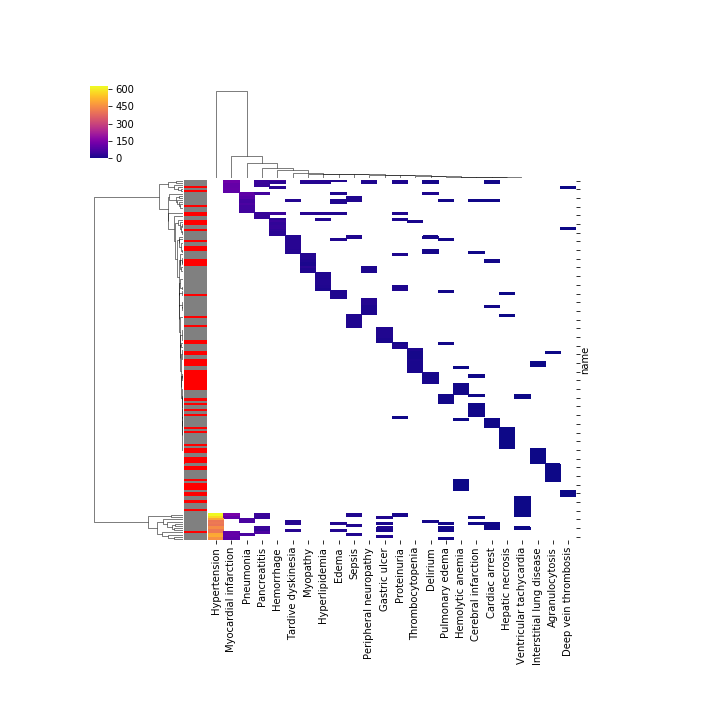 600
450
300
150
0
name
Hypertension
Myocardial infarction
Pneumonia
Pancreatitis
Hemorrhage
Tardive dyskinesia
Myopathy
Hyperlipidemia
Edema
Sepsis
Peripheral neuropathy
Gastric ulcer
Proteinuria
Thrombocytopenia
Delirium
Pulmonary edema
Hemolytic anemia
Cerebral infarction
Cardiac arrest
Hepatic necrosis
Ventricular tachycardia
Interstitial lung disease
Agranulocytosis
Deep vein thrombosis